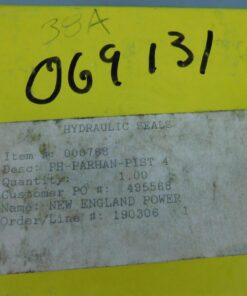 38A
069131
HYDRAULIC SEALS
Item #: 006768
Desc: PH-PARHAN-PIST 4
Quantity: 1.00
Customer PO #: 495568
Name: NEW ENGLAND POWER
Order/Line #: 190306 1